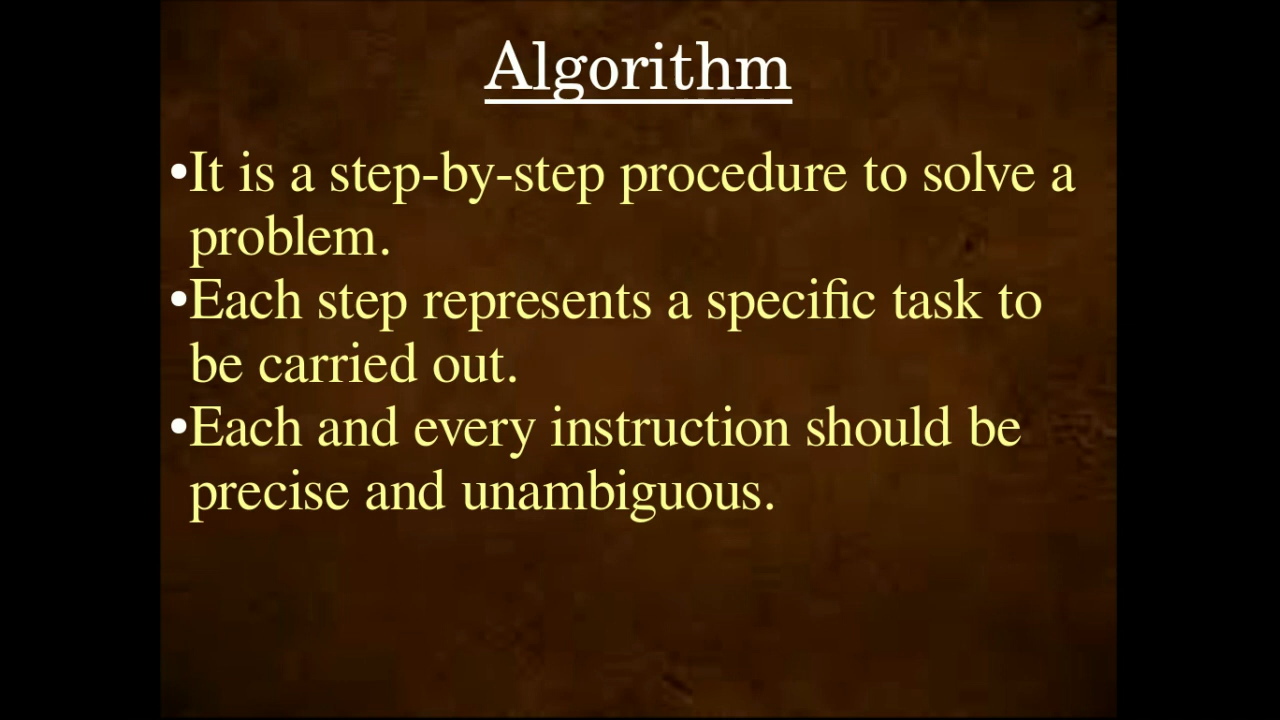 Algorithm
•It is a step-by-step procedure to solve a
problem.
•Each step represents a specific task to
be carried out.
•Each and every instruction should be
precise and unambiguous.